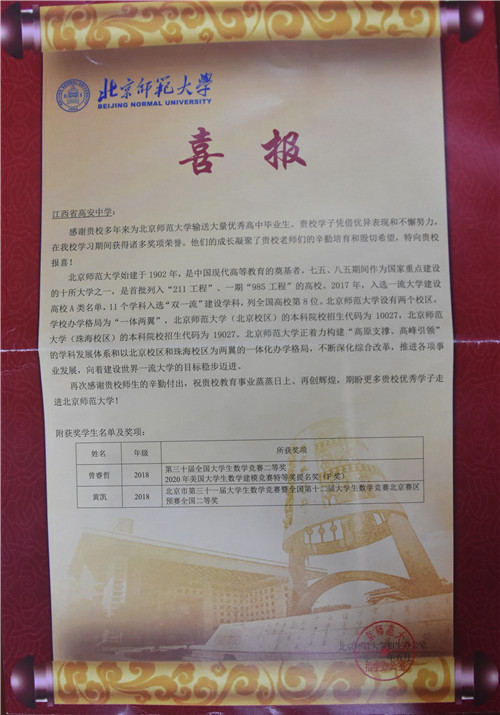 北京师范大学
BEIJING NORMAL UNIVERSITY
喜报
江西省高安中学：
感谢贵校多年来为北京师范大学输送大量优秀高中毕业生。贵校学子凭借优异表现和不懈努力，
在我校学习期间获得诸多奖项荣誉。他们的成长凝聚了贵校老师们的辛勤培育和殷切希望，特向贵校
报喜！
北京师范大学始建于1902年，是中国现代高等教育的奠基者，七五、八五期间作为国家重点建设
的十所大学之一，是首批列入“211工程”、一期“985工程”的高校。2017年，入选一流大学建设
高校A类名单，11个学科入选“双一流”建设学科，列全国高校第8位。北京师范大学设有两个校区，
学校办学格局为“一体两翼”，北京师范大学（北京校区）的本科院校招生代码为10027，北京师范
大学（珠海校区）的本科院校招生代码为19027。北京师范大学正着力构建“高原支撑、高峰引领”
的学科发展体系和以北京校区和珠海校区为两翼的一体化办学格局，不断深化综合改革，推进各项事
业发展，向着建设世界一流大学的目标稳步迈进。
再次感谢贵校师生的辛勤付出，祝贵校教育事业蒸蒸日上、再创辉煌，期盼更多贵校优秀学子走
进北京师范大学！
附获奖学生名单及奖项：
姓名 年级 所获奖项
曾睿哲 2018 第三十届全国大学生数学竞赛二等奖
2020年美国大学生数学建模竞赛特等奖提名奖（F奖）
黄凯 2018 北京市第三十一届大学生数学竞赛暨全国第十二届大学生数学竞赛北京赛区
预赛全国二等奖
北京师范大学招生办公室